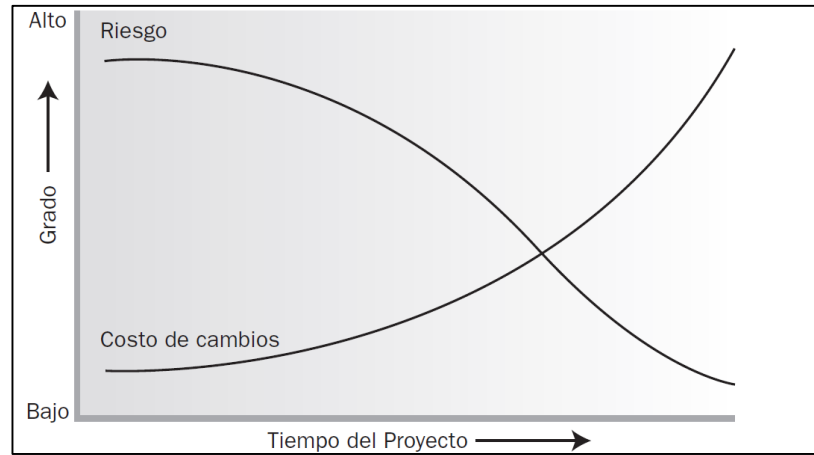 Alto
Riesgo
Grado
Costo de cambios
Bajo
Tiempo del Proyecto